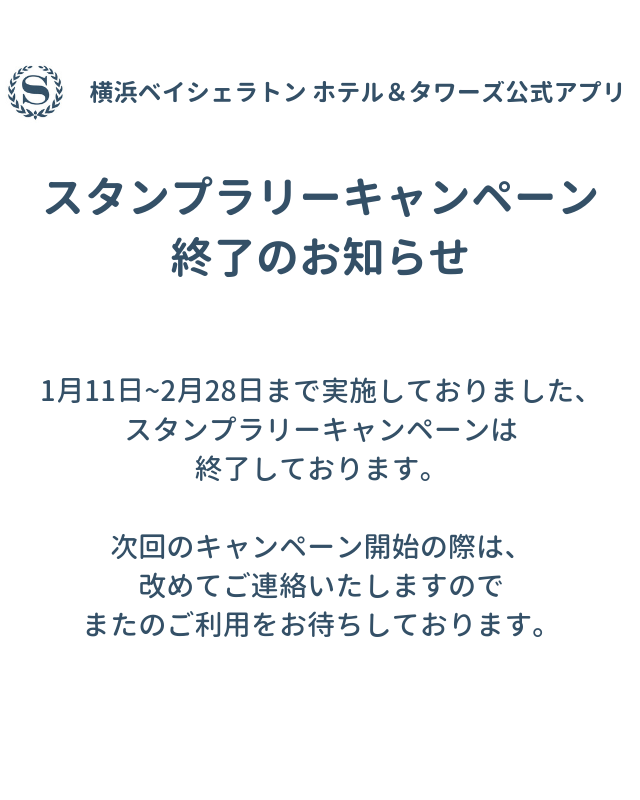 S
横浜ベイシェラトン ホテル＆タワーズ公式アプリ
スタンプラリーキャンペーン
終了のお知らせ
1月11日~2月28日まで実施しておりました、
スタンプラリーキャンペーンは
終了しております。
次回のキャンペーン開始の際は、
改めてご連絡いたしますので
またのご利用をお待ちしております。